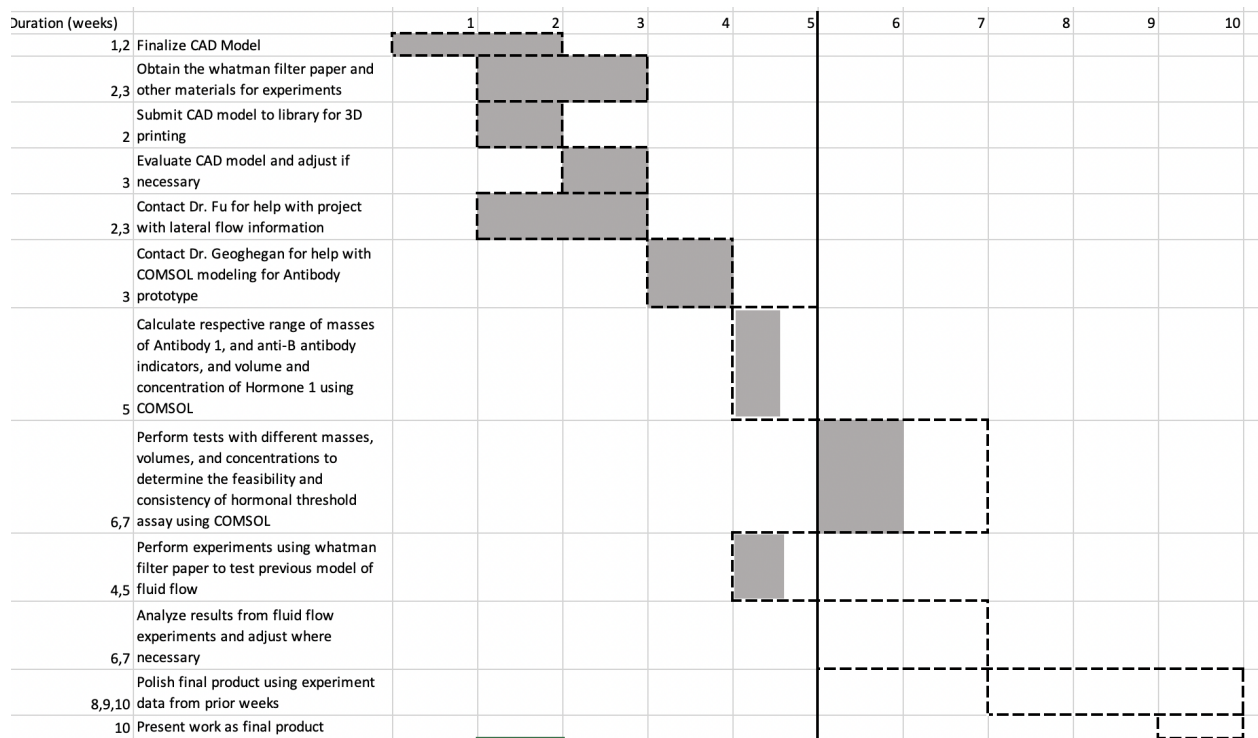 Duration (weeks) 1 2 3 4 5 6 7 8 9 10
1,2 Finalize CAD Model
Obtain the whatman filter paper and
2,3 other materials for experiments
Submit CAD model to library for 3D
2 printing
Evaluate CAD model and adjust if
3 necessary
Contact Dr. Fu for help with project
2,3 with lateral flow information
Contact Dr. Geoghegan for help with
COMSOL modeling for Antibody
3 prototype
Calculate respective range of masses
of Antibody 1, and anti-B antibody
indicators, and volume and
concentration of Hormone 1 using
5 COMSOL
Perform tests with different masses,
volumes, and concentrations to
determine the feasibility and
consistency of hormonal threshold
6,7 assay using COMSOL
Perform experiments using whatman
filter paper to test previous model of
4,5 fluid flow
Analyze results from fluid flow
experiments and adjust where
6,7 necessary
Polish final product using experiment
8,9,10 data from prior weeks
10 Present work as final product